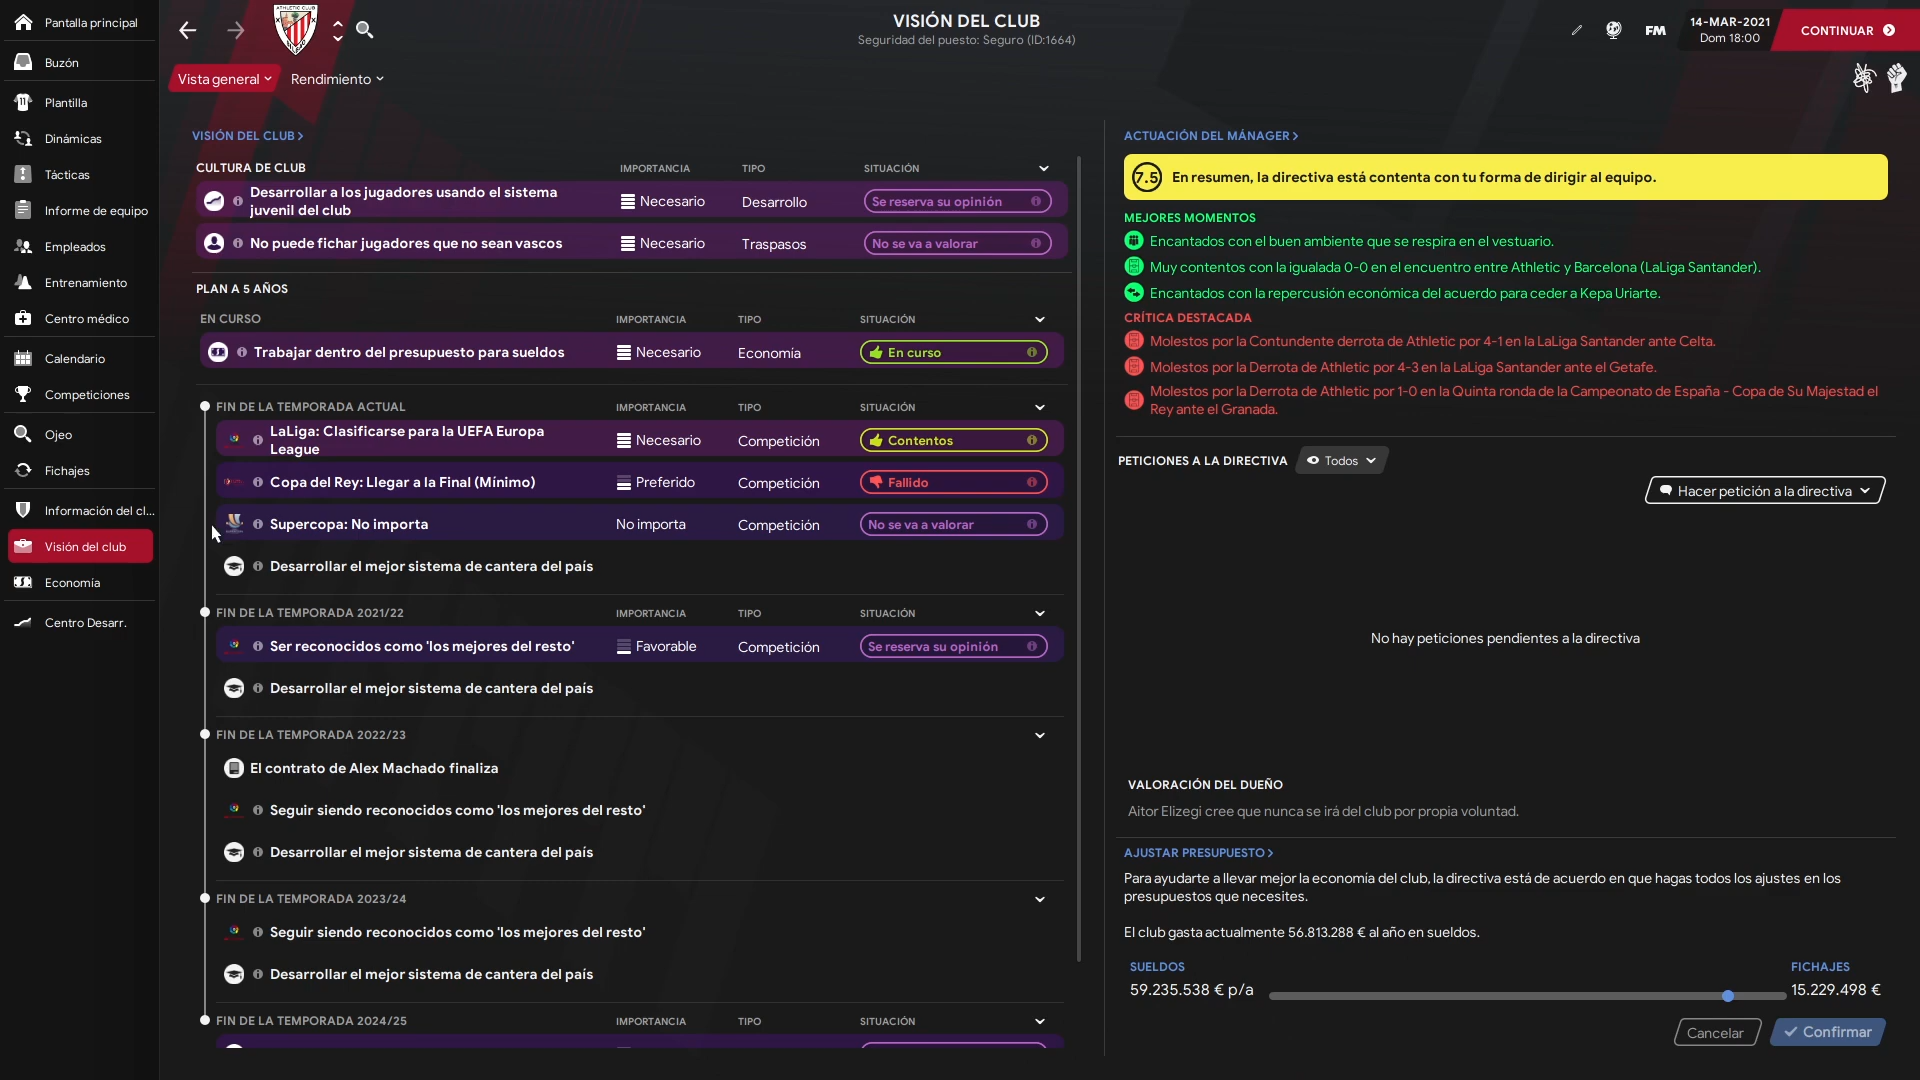 Pantalla principal
Buzón
Plantilla
Dinámicas
Tácticas
Informe de equipo
Empleados
Entrenamiento
Centro médico
Calendario
Competiciones
Ojeo
Fichajes
Información del cl...
Visión del club
Economía
Centro Desarr.
VISIÓN DEL CLUB
Seguridad del puesto: Seguro (ID:1664)
FM
14-MAR-2021
Dom 18:00
CONTINUAR
Vista general
Rendimiento
VISIÓN DEL CLUB >
CULTURA DE CLUB IMPORTANCIA TIPO SITUACIÓN
Desarrollar a los jugadores usando el sistema
juvenil del club
Necesario Desarrollo Se reserva su opinión
No puede fichar jugadores que no sean vascos Necesario Traspasos No se va a valorar
PLAN A 5 AÑOS
EN CURSO IMPORTANCIA TIPO SITUACIÓN
Trabajar dentro del presupuesto para sueldos Necesario Economía En curso
FIN DE LA TEMPORADA ACTUAL IMPORTANCIA TIPO SITUACIÓN
LaLiga: Clasificarse para la UEFA Europa
League
Necesario Competición Contentos
Copa del Rey: Llegar a la Final (Mínimo) Preferido Competición Fallido
Supercopa: No importa No importa Competición No se va a valorar
Desarrollar el mejor sistema de cantera del país
FIN DE LA TEMPORADA 2021/22 IMPORTANCIA TIPO SITUACIÓN
Ser reconocidos como 'los mejores del resto' Favorable Competición Se reserva su opinión
Desarrollar el mejor sistema de cantera del país
FIN DE LA TEMPORADA 2022/23
El contrato de Alex Machado finaliza
Seguir siendo reconocidos como 'los mejores del resto'
Desarrollar el mejor sistema de cantera del país
FIN DE LA TEMPORADA 2023/24
Seguir siendo reconocidos como 'los mejores del resto'
Desarrollar el mejor sistema de cantera del país
FIN DE LA TEMPORADA 2024/25 IMPORTANCIA TIPO SITUACIÓN
ACTUACIÓN DEL MÁNAGER >
7.5 En resumen, la directiva está contenta con tu forma de dirigir al equipo.
MEJORES MOMENTOS
Encantados con el buen ambiente que se respira en el vestuario.
Muy contentos con la igualada 0-0 en el encuentro entre Athletic y Barcelona (LaLiga Santander).
Encantados con la repercusión económica del acuerdo para ceder a Kepa Uriarte.
CRÍTICA DESTACADA
Molestos por la Contundente derrota de Athletic por 4-1 en la LaLiga Santander ante Celta.
Molestos por la Derrota de Athletic por 4-3 en la LaLiga Santander ante el Getafe.
Molestos por la Derrota de Athletic por 1-0 en la Quinta ronda de la Campeonato de España - Copa de Su Majestad el
Rey ante el Granada.
PETICIONES A LA DIRECTIVA Todos
Hacer petición a la directiva
No hay peticiones pendientes a la directiva
VALORACIÓN DEL DUEÑO
Aitor Elizegi cree que nunca se irá del club por propia voluntad.
AJUSTAR PRESUPUESTO >
Para ayudarte a llevar mejor la economía del club, la directiva está de acuerdo en que hagas todos los ajustes en los
presupuestos que necesites.
El club gasta actualmente 56.813.288 € al año en sueldos.
SUELDOS FICHAJES
59.235.538 € p/a 15.229.498 €
Cancelar Confirmar